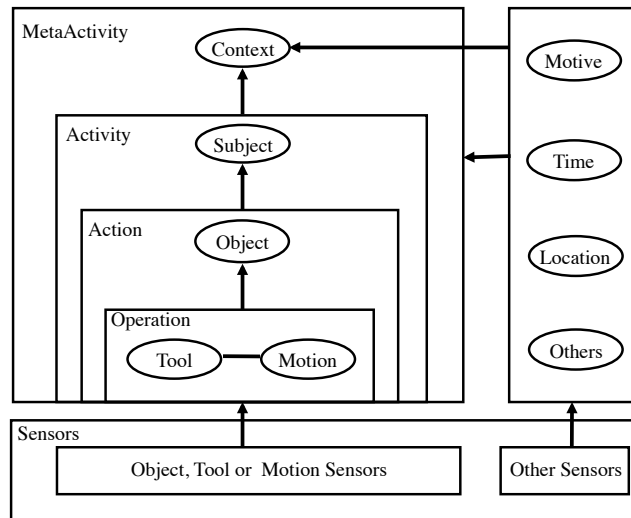 MetaActivity
Context
Motive
Activity
Subject
Time
Action
Object
Location
Operation
Tool
Motion
Others
Sensors
Object, Tool or Motion Sensors
Other Sensors